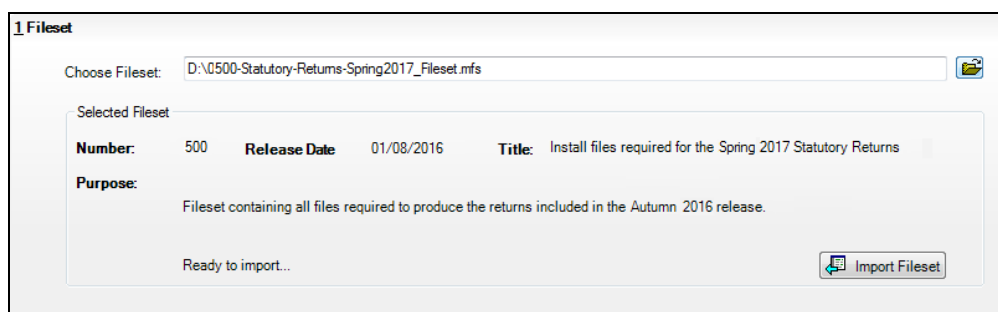 1 Fileset
Choose Fileset: D:\0500-Statutory-Returns-Spring2017_Fileset.mfs
Selected Fileset
Number: 500 Release Date 01/08/2016 Title: Install files required for the Spring 2017 Statutory Returns
Purpose:
Fileset containing all files required to produce the returns included in the Autumn 2016 release.
Ready to import... Import Fileset